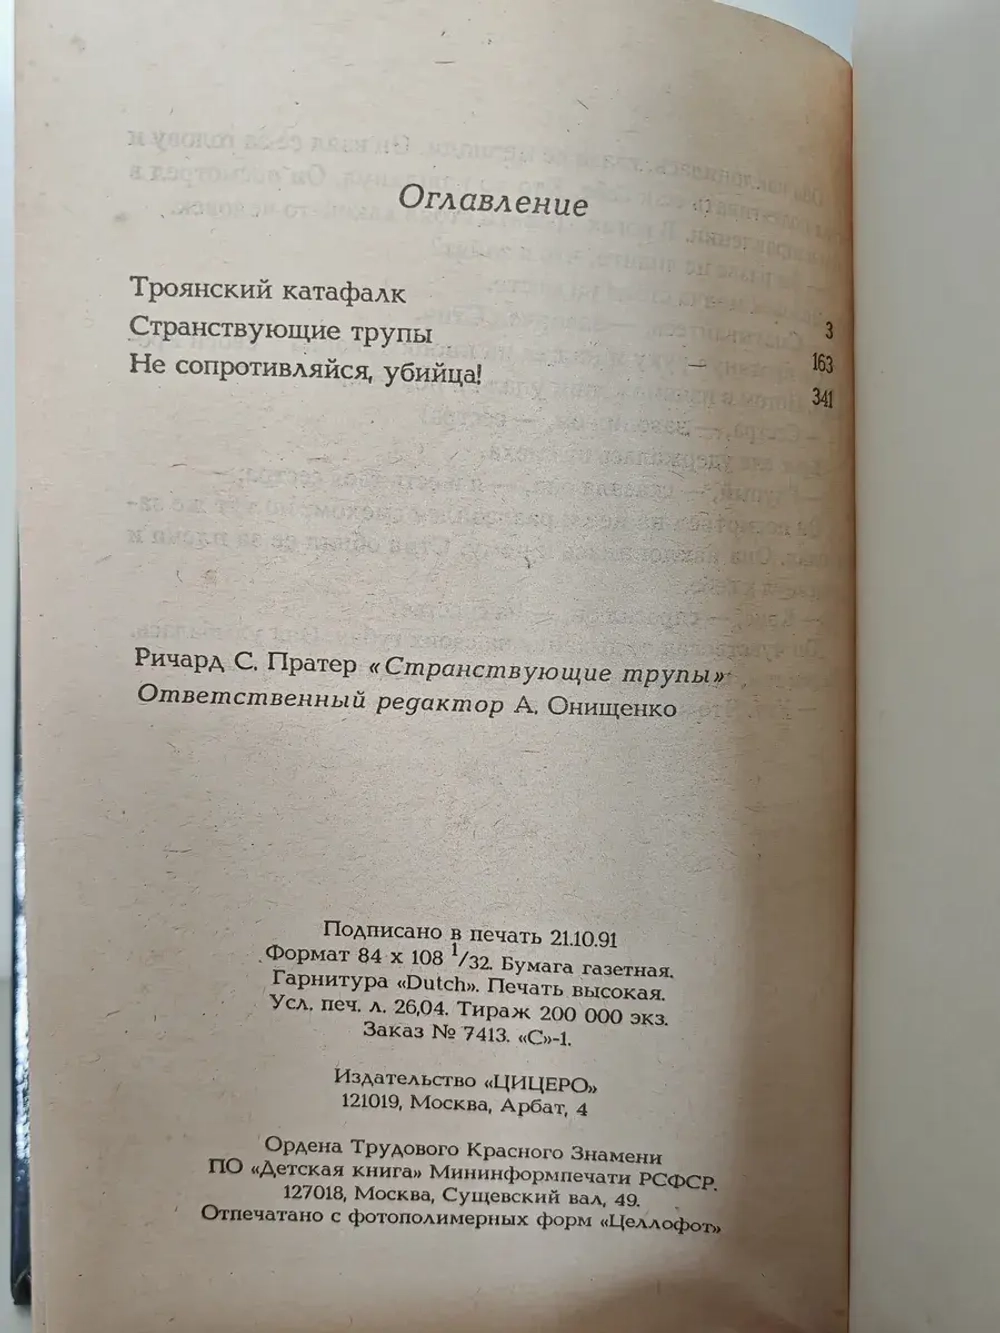 Оглавление
Троянский катафалк 3
Странствующие трупы — 163
Не сопротивляйся, убийца! 341
Ричард С. Пратер «Странствующие трупы»
Ответственный редактор А. Онищенко
Подписано в печать 21.10.91
Формат 84 х 108 1/32. Бумага газетная.
Гарнитура «Dutch». Печать высокая.
Усл. печ. л. 26,04. Тираж 200 000 экз.
Заказ № 7413. «С»-1.
Издательство «ЦИЦЕРО»
121019, Москва, Арбат, 4
Ордена Трудового Красного Знамени
ПО «Детская книга» Мининформпечати РСФСР.
127018, Москва, Сущевский вал, 49.
Отпечатано с фотополимерных форм «Целлофот»